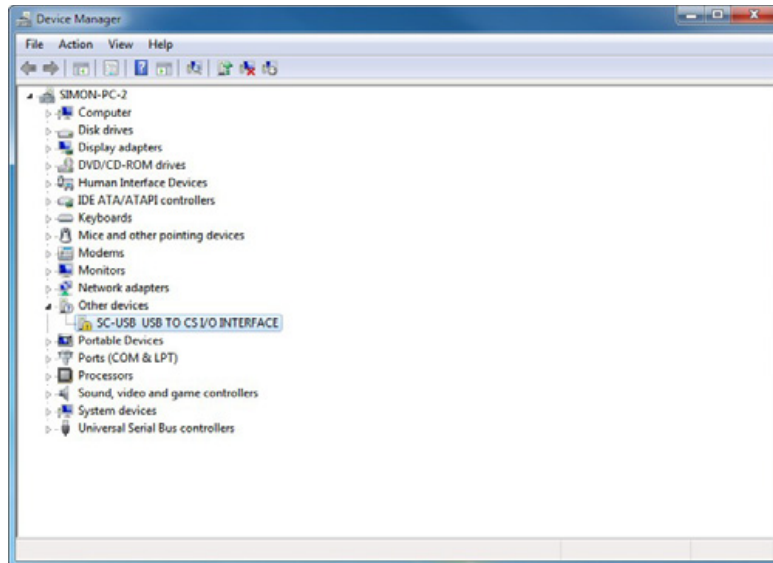 Device Manager
File Action View Help
SIMON-PC-2
Computer
Disk drives
Display adapters
DVD/CD-ROM drives
Human Interface Devices
IDE ATA/ATAPI controllers
Keyboards
Mice and other pointing devices
Modems
Monitors
Network adapters
Other devices
SC-USB USB TO CS I/O INTERFACE
Portable Devices
Ports (COM & LPT)
Processors
Sound, video and game controllers
System devices
Universal Serial Bus controllers